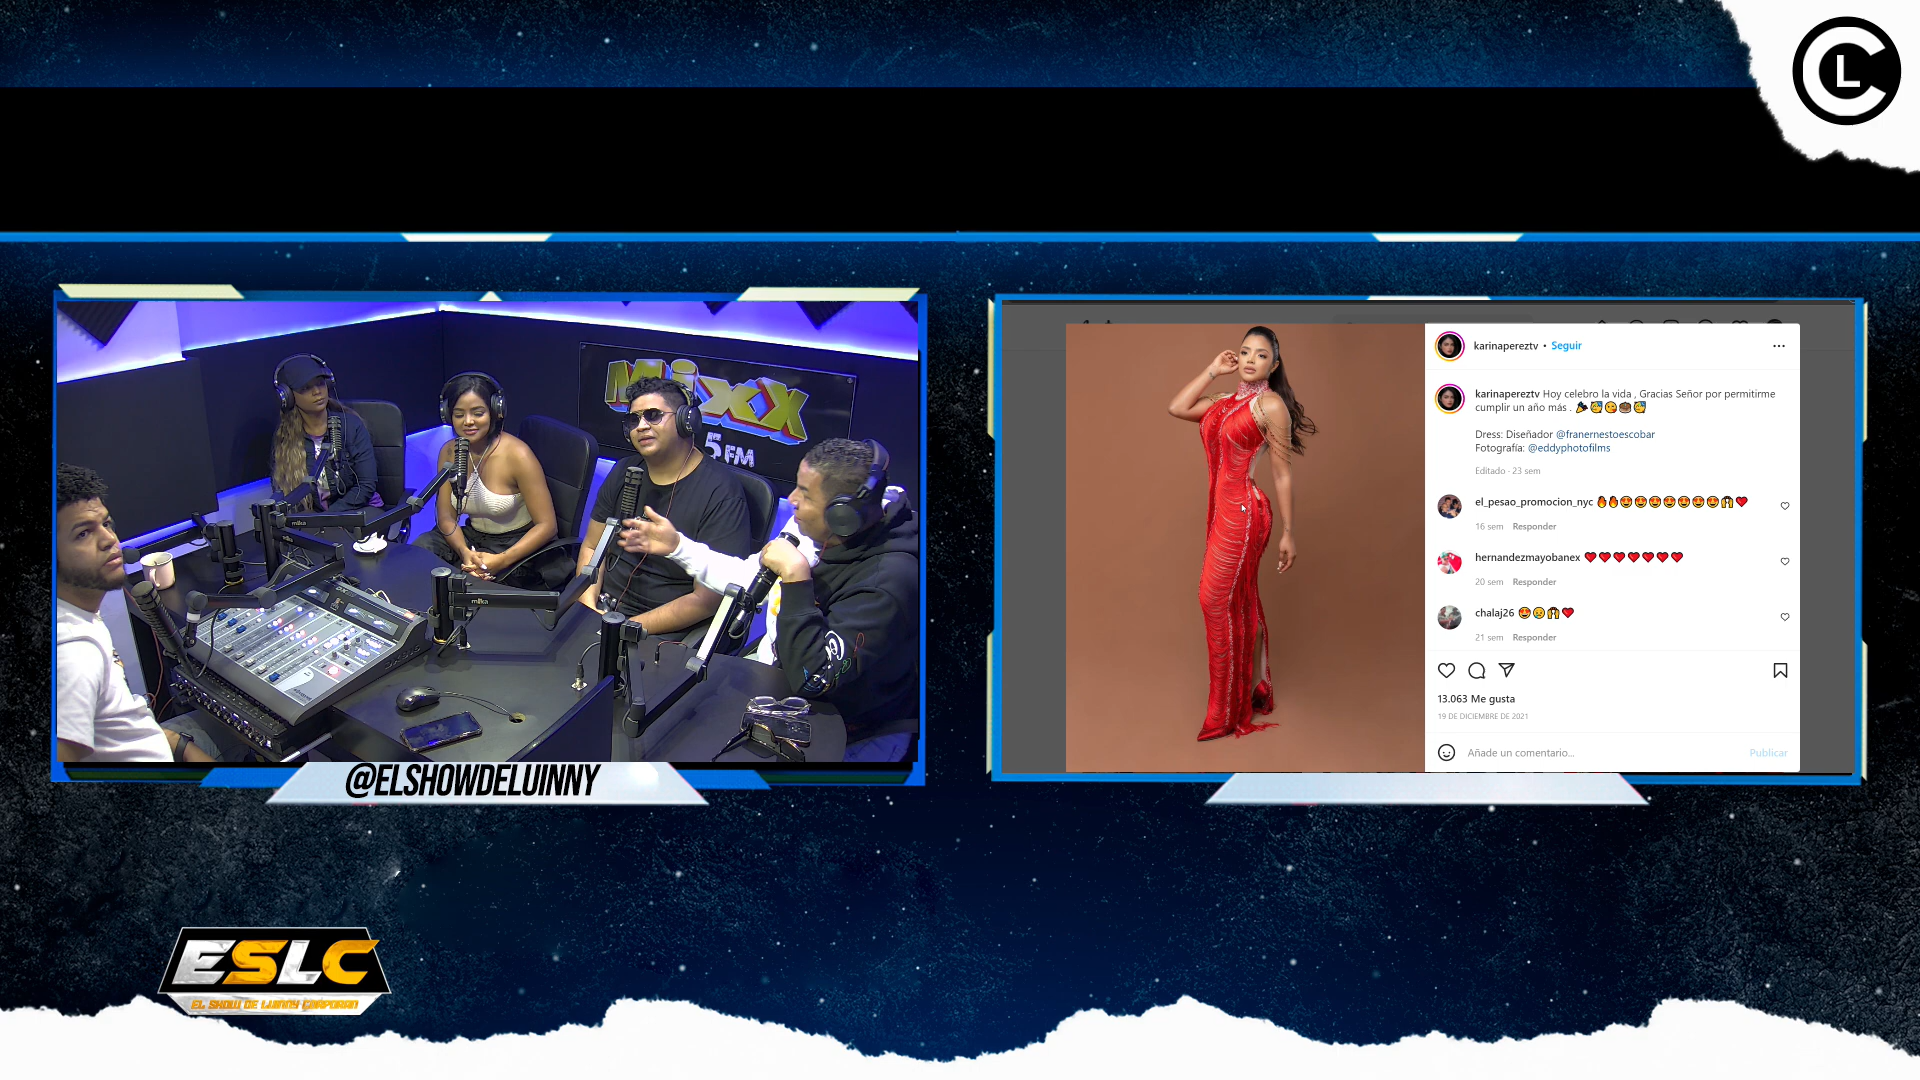 L
Mixx
5 FM
mika
mika
@ELSHOWDELUINNY
ESLC
EL SHOW DE LUINNY CORPORAN
karinapereztv • Seguir
karinapereztv Hoy celebro la vida , Gracias Señor por permitirme
cumplir un año más . 🎉🥳😋🎂🥳
Dress: Diseñador @franernestoescobar
Fotografía: @eddyphotofilms
Editado · 23 sem
el_pesao_promocion_nyc 🔥🔥😍😍😍😍😍😍😍🙌❤️
16 sem Responder
hernandezmayobanex ❤️❤️❤️❤️❤️❤️❤️
20 sem Responder
chalaj26 😍😢🙌❤️
21 sem Responder
13.063 Me gusta
19 DE DICIEMBRE DE 2021
Añade un comentario...
Publicar